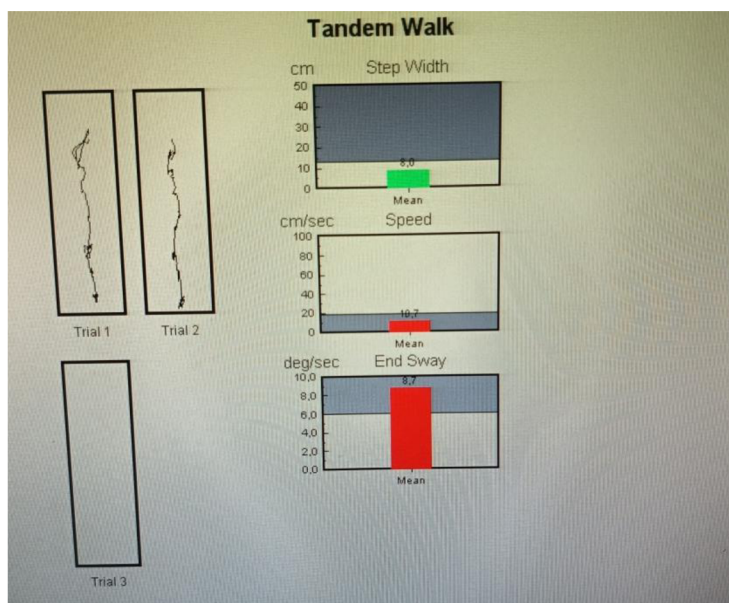 Tandem Walk
Trial 1
Trial 2
Trial 3
cm
Step Width
50
40
30
20
10
0
8,0
Mean
cm/sec
Speed
100
80
60
40
20
0
10,7
Mean
deg/sec
End Sway
10,0
8,0
6,0
4,0
2,0
0,0
8,7
Mean